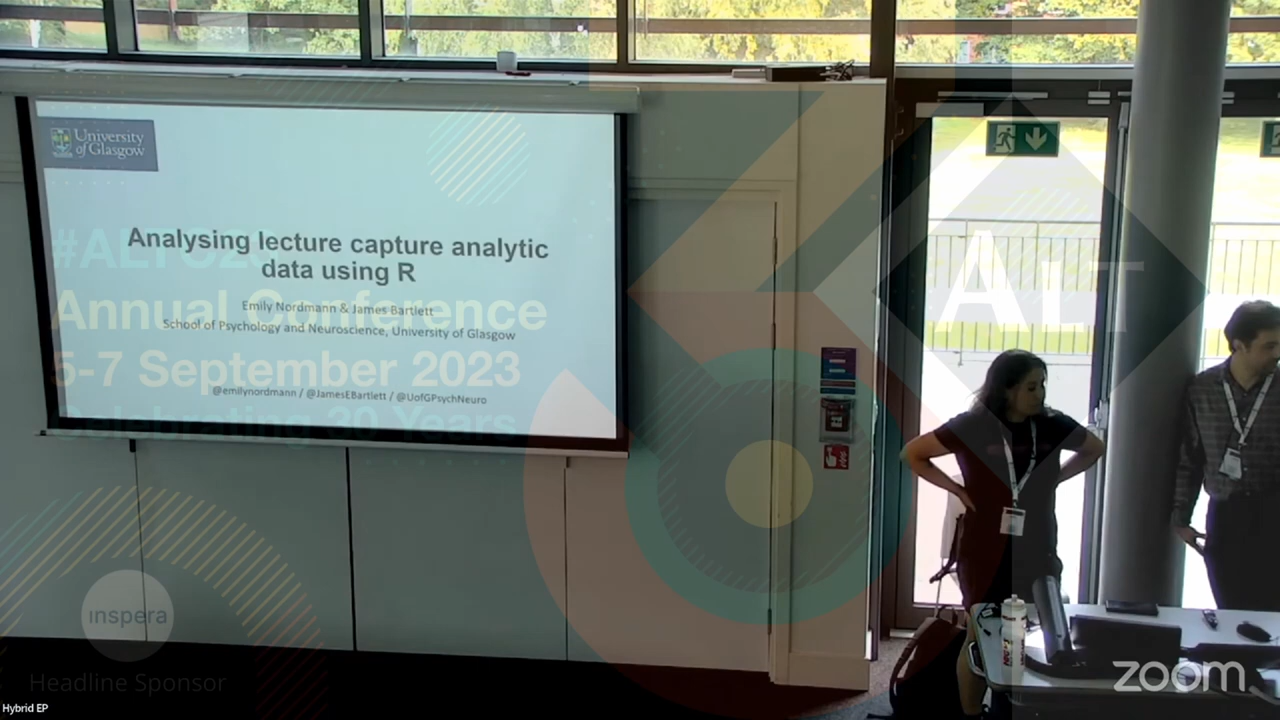 University
of Glasgow
Analysing lecture capture analytic
data using R
Emily Nordmann & James Bartlett
School of Psychology and Neuroscience, University of Glasgow
@emilynordmann / @JamesEBartlett / @UofGPsychNeuro
#ALTC23
Annual Conference
5-7 September 2023
Celebrating 30 Years
ALT
inspera
Headline Sponsor
Hybrid EP
zoom